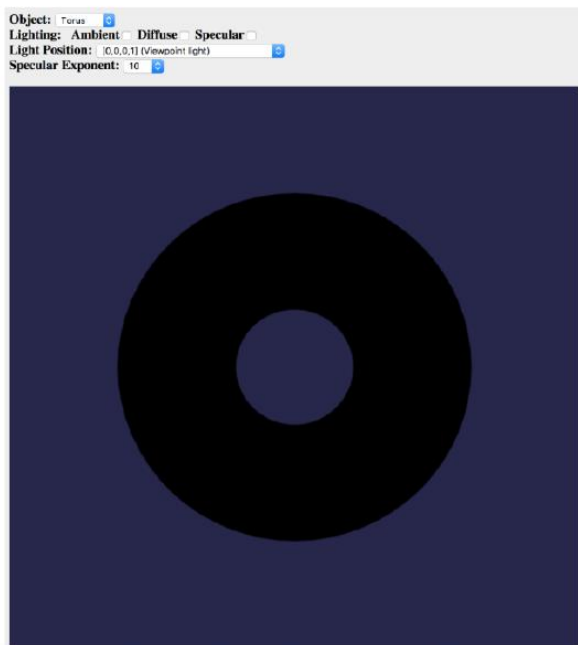 Object: Torus
Lighting: Ambient Diffuse Specular
Light Position: [0,0,0,1] (Viewpoint light)
Specular Exponent: 10